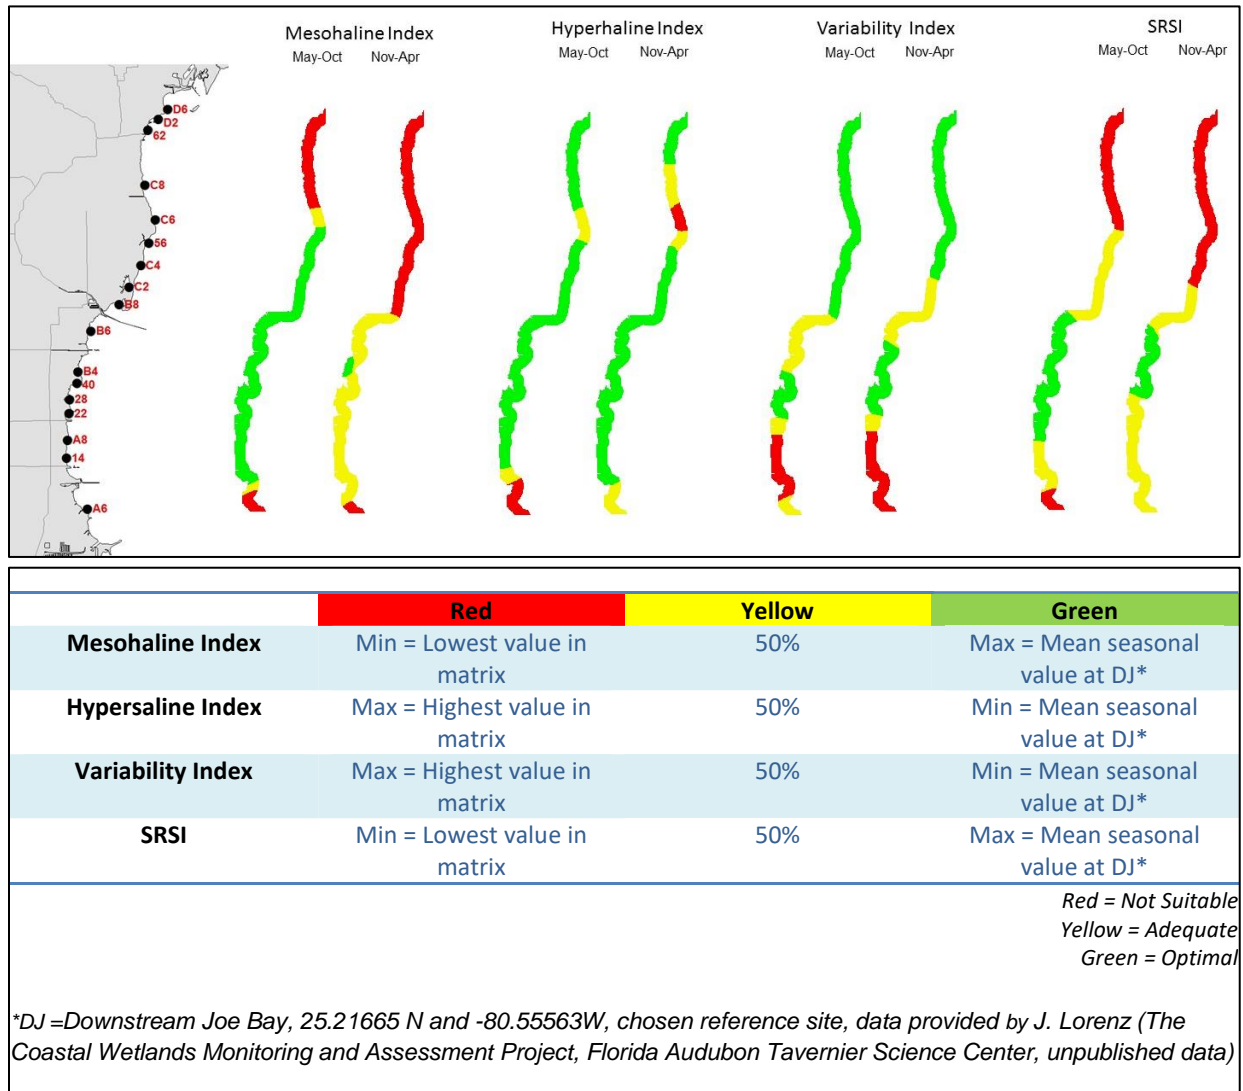 Mesohaline Index
Hyperhaline Index
Variability Index
SRSI
May-Oct
Nov-Apr
May-Oct
Nov-Apr
May-Oct
Nov-Apr
May-Oct
Nov-Apr
D6
D2
62
C8
C6
56
C4
C2
B8
B6
B4
40
28
22
A8
14
A6
Red Yellow Green
Mesohaline Index Min = Lowest value in 50% Max = Mean seasonal
matrix value at DJ*
Hypersaline Index Max = Highest value in 50% Min = Mean seasonal
matrix value at DJ*
Variability Index Max = Highest value in 50% Min = Mean seasonal
matrix value at DJ*
SRSI Min = Lowest value in 50% Max = Mean seasonal
matrix value at DJ*
Red = Not Suitable
Yellow = Adequate
Green = Optimal
*DJ =Downstream Joe Bay, 25.21665 N and -80.55563W, chosen reference site, data provided by J. Lorenz (The
Coastal Wetlands Monitoring and Assessment Project, Florida Audubon Tavernier Science Center, unpublished data)